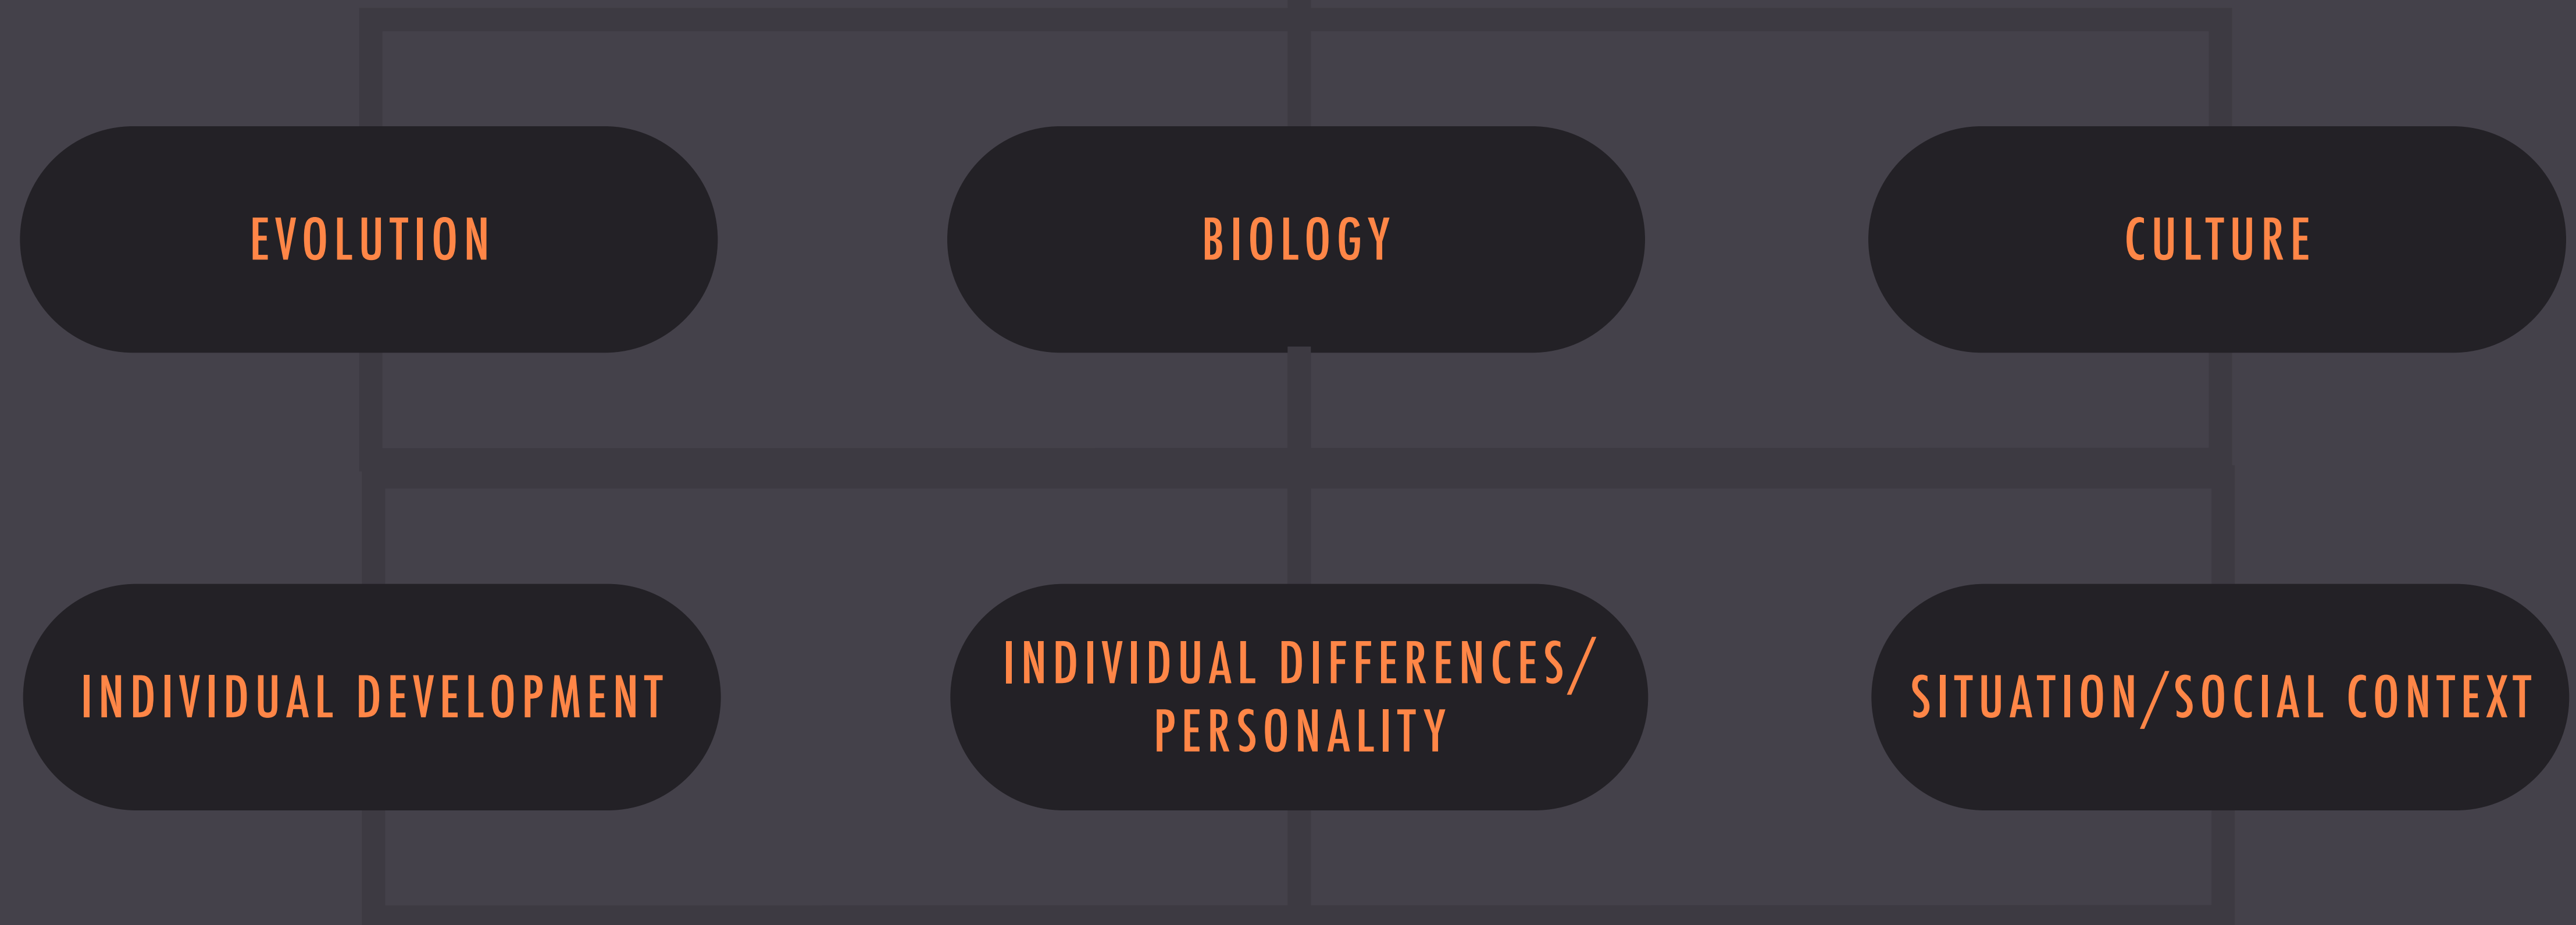 EVOLUTION
BIOLOGY
CULTURE
INDIVIDUAL DEVELOPMENT
INDIVIDUAL DIFFERENCES/
PERSONALITY
SITUATION/SOCIAL CONTEXT